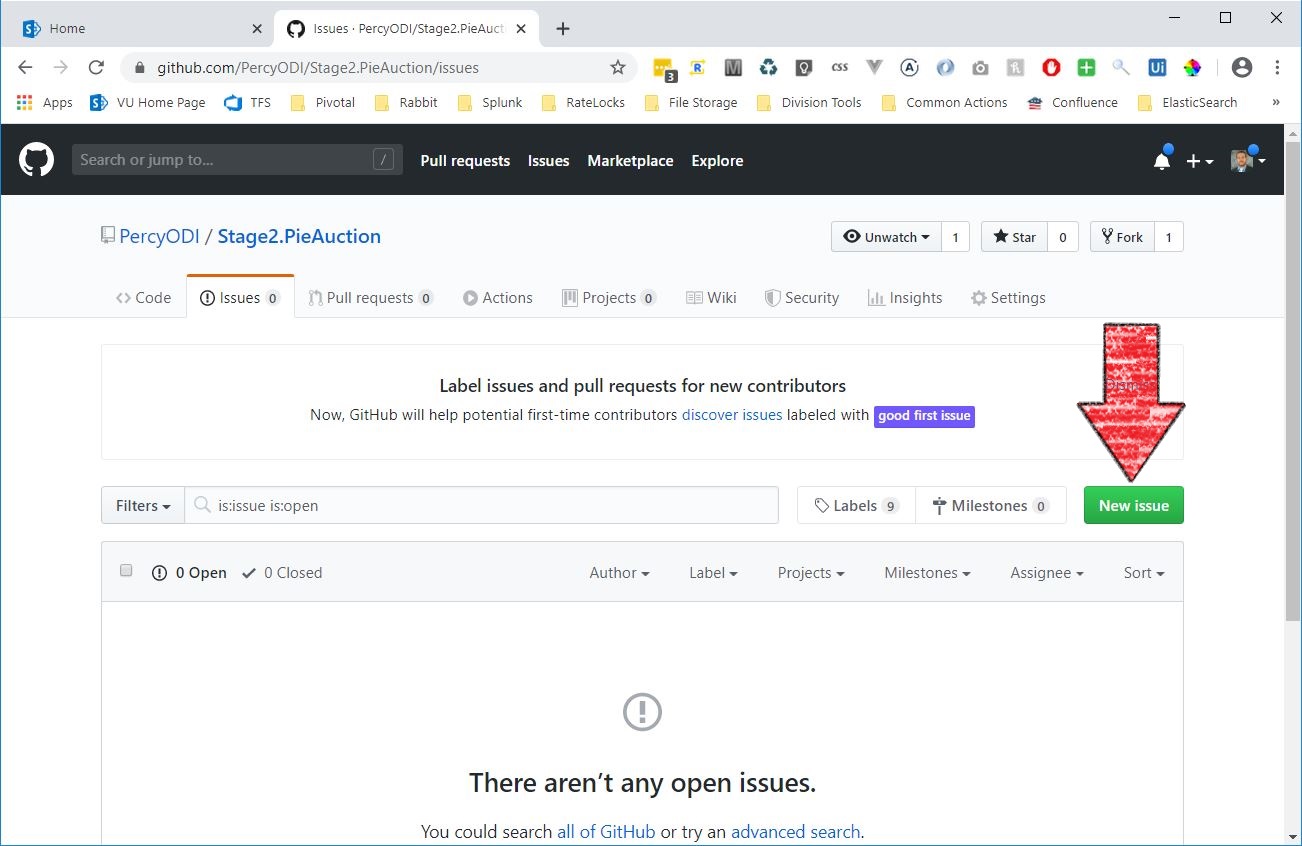 Home
Issues · PercyODI/Stage2.PieAuct
github.com/PercyODI/Stage2.PieAuction/issues
3
R
M
css
A
Ui
Apps VU Home Page TFS Pivotal Rabbit Splunk RateLocks File Storage Division Tools Common Actions Confluence ElasticSearch »
Search or jump to... / Pull requests Issues Marketplace Explore
PercyODI / Stage2.PieAuction Unwatch 1 Star 0 Fork 1
<> Code Issues 0 Pull requests 0 Actions Projects 0 Wiki Security Insights Settings
Label issues and pull requests for new contributors
Now, GitHub will help potential first-time contributors discover issues labeled with good first issue
Filters is:issue is:open Labels 9 Milestones 0 New issue
0 Open 0 Closed Author Label Projects Milestones Assignee Sort
There aren’t any open issues.
You could search all of GitHub or try an advanced search.